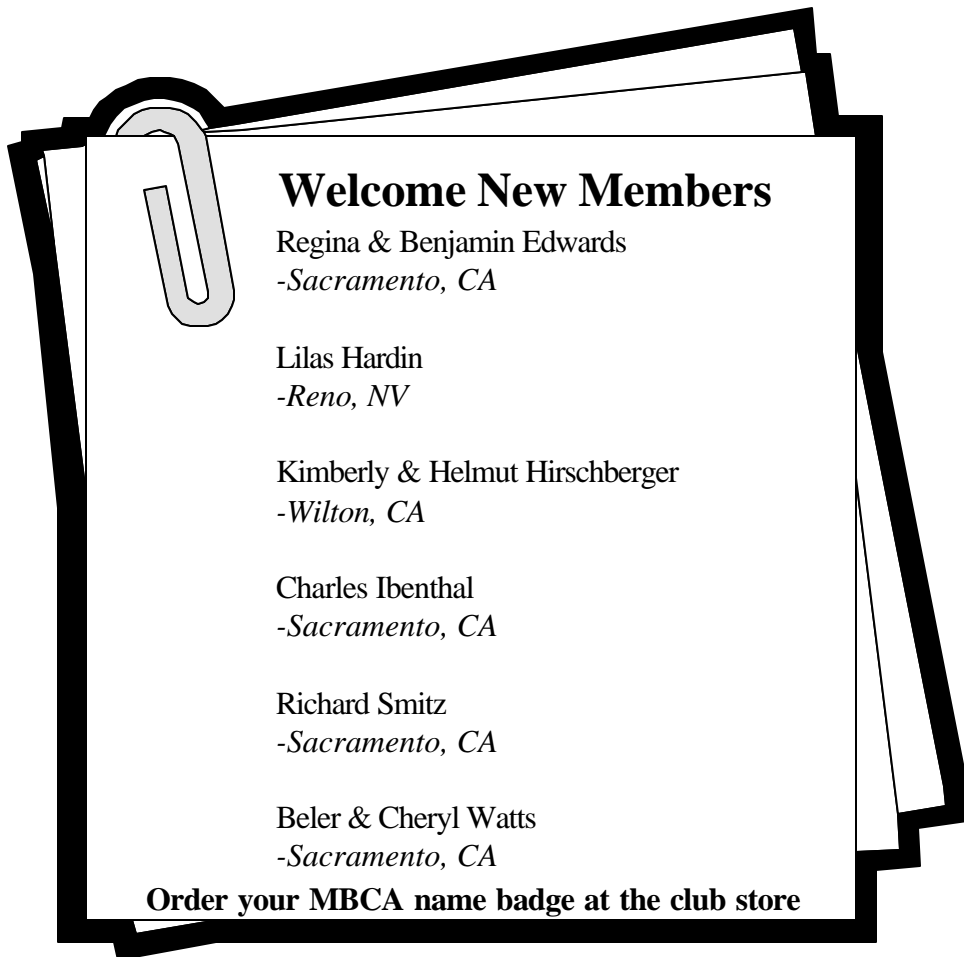 Welcome New Members
Regina & Benjamin Edwards
-Sacramento, CA
Lilas Hardin
-Reno, NV
Kimberly & Helmut Hirschberger
-Wilton, CA
Charles Ibenthal
-Sacramento, CA
Richard Smitz
-Sacramento, CA
Beler & Cheryl Watts
-Sacramento, CA
Order your MBCA name badge at the club store